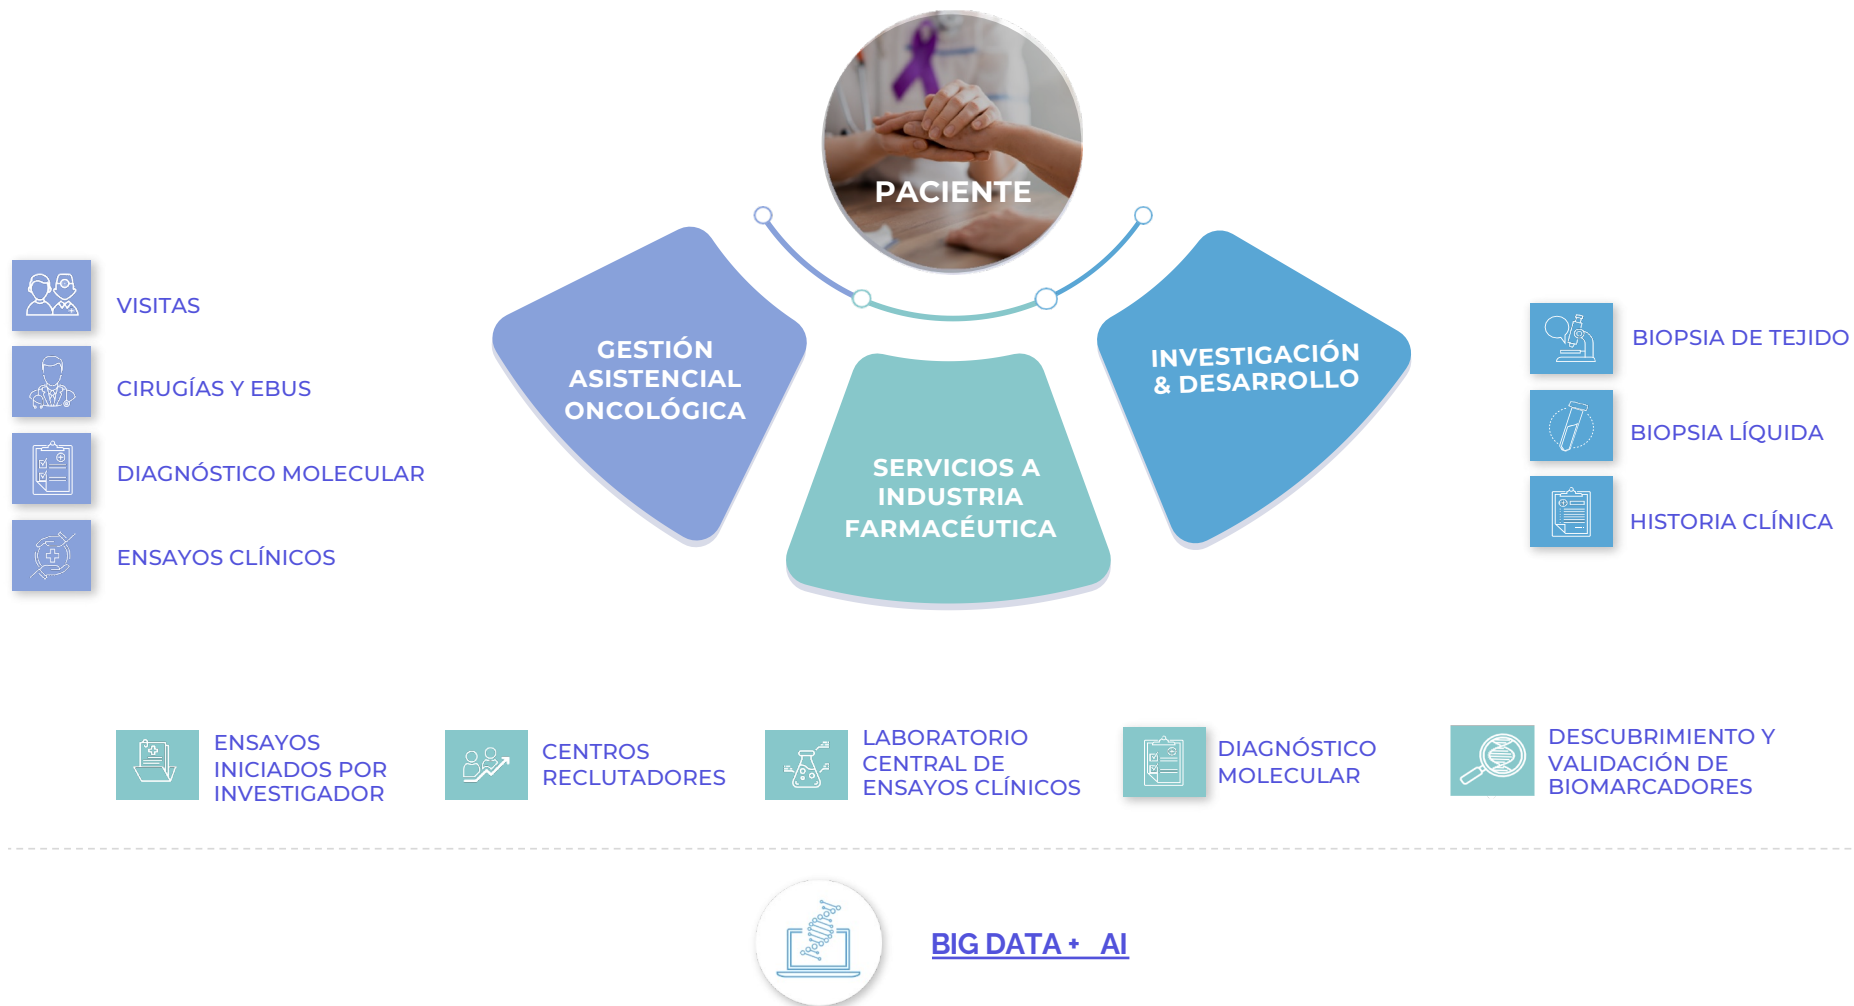 PACIENTE
GESTIÓN
ASISTENCIAL
ONCOLÓGICA
SERVICIOS A
INDUSTRIA
FARMACÉUTICA
INVESTIGACIÓN
& DESARROLLO
VISITAS
CIRUGÍAS Y EBUS
DIAGNÓSTICO MOLECULAR
ENSAYOS CLÍNICOS
BIOPSIA DE TEJIDO
BIOPSIA LÍQUIDA
HISTORIA CLÍNICA
ENSAYOS
INICIADOS POR
INVESTIGADOR
CENTROS
RECLUTADORES
LABORATORIO
CENTRAL DE
ENSAYOS CLÍNICOS
DIAGNÓSTICO
MOLECULAR
DESCUBRIMIENTO Y
VALIDACIÓN DE
BIOMARCADORES
BIG DATA + AI